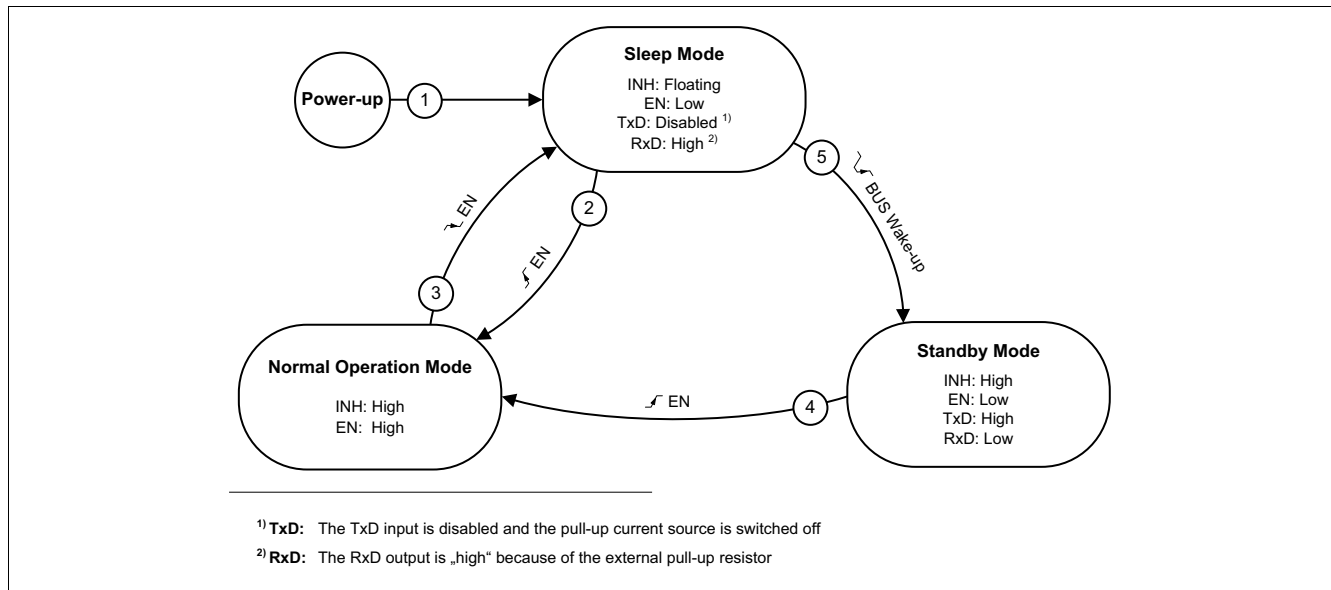 Sleep Mode
INH: Floating
EN: Low
TxD: Disabled 1)
RxD: High 2)
Power-up
1
5
BUS Wake-up
2
EN
EN
3
Normal Operation Mode
INH: High
EN: High
Standby Mode
INH: High
EN: Low
TxD: High
RxD: Low
EN
4
1) TxD: The TxD input is disabled and the pull-up current source is switched off
2) RxD: The RxD output is „high“ because of the external pull-up resistor